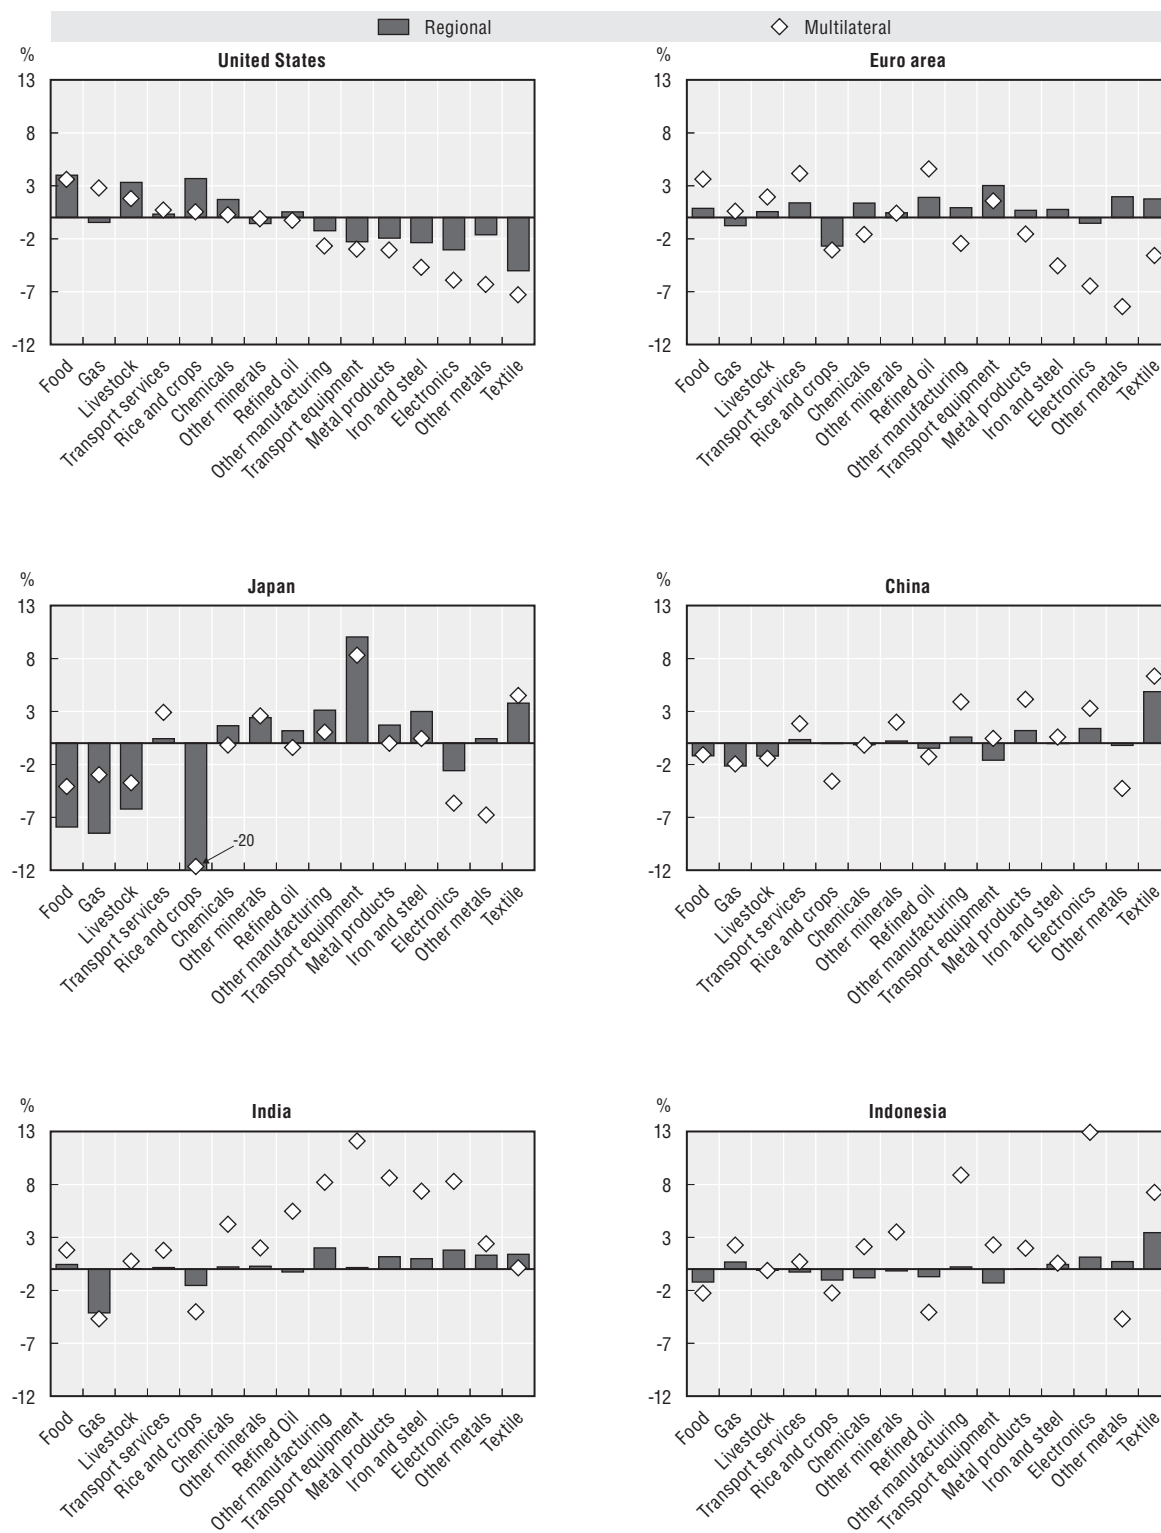 Regional Multilateral
% United States
13
8
3
-2
-7
-12
Food
Gas
Livestock
Transport services
Rice and crops
Chemicals
Other minerals
Refined oil
Other manufacturing
Transport equipment
Metal products
Iron and steel
Electronics
Other metals
Textile
% Euro area
13
8
3
-2
-7
-12
Food
Gas
Livestock
Transport services
Rice and crops
Chemicals
Other minerals
Refined oil
Other manufacturing
Transport equipment
Metal products
Iron and steel
Electronics
Other metals
Textile
% Japan
13
8
3
-2
-7
-12
-20
Food
Gas
Livestock
Transport services
Rice and crops
Chemicals
Other minerals
Refined oil
Other manufacturing
Transport equipment
Metal products
Iron and steel
Electronics
Other metals
Textile
% China
13
8
3
-2
-7
-12
Food
Gas
Livestock
Transport services
Rice and crops
Chemicals
Other minerals
Refined oil
Other manufacturing
Transport equipment
Metal products
Iron and steel
Electronics
Other metals
Textile
% India
13
8
3
-2
-7
-12
Food
Gas
Livestock
Transport services
Rice and crops
Chemicals
Other minerals
Refined Oil
Other manufacturing
Transport equipment
Metal products
Iron and steel
Electronics
Other metals
Textile
% Indonesia
13
8
3
-2
-7
-12
Food
Gas
Livestock
Transport services
Rice and crops
Chemicals
Other minerals
Refined oil
Other manufacturing
Transport equipment
Metal products
Iron and steel
Electronics
Other metals
Textile